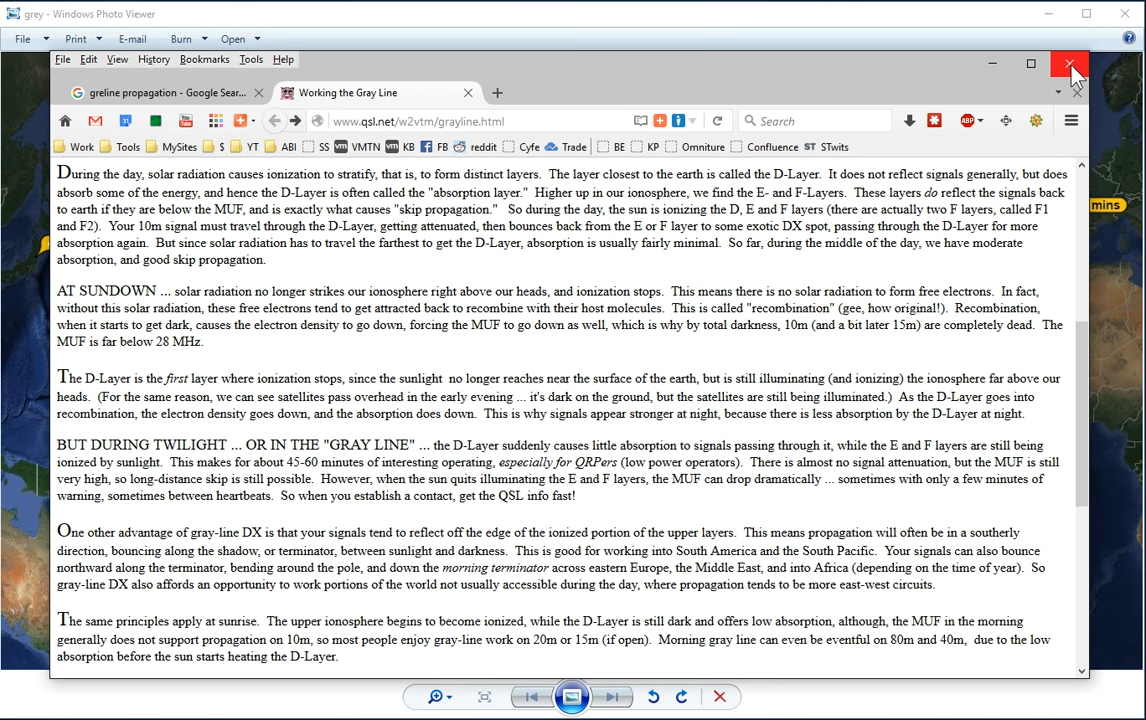 grey - Windows Photo Viewer
File Print E-mail Burn Open
File Edit View History Bookmarks Tools Help
greline propagation - Google Sear... Working the Gray Line
www.qsl.net/w2vtm/grayline.html Search
Work Tools MySites $ YT ABI SS VMTN KB FB reddit Cyfe Trade BE KP Omniture Confluence ST STwits
During the day, solar radiation causes ionization to stratify, that is, to form distinct layers. The layer closest to the earth is called the D-Layer. It does not reflect signals generally, but does
absorb some of the energy, and hence the D-Layer is often called the "absorption layer." Higher up in our ionosphere, we find the E- and F-Layers. These layers do reflect the signals back
to earth if they are below the MUF, and is exactly what causes "skip propagation." So during the day, the sun is ionizing the D, E and F layers (there are actually two F layers, called F1
and F2). Your 10m signal must travel through the D-Layer, getting attenuated, then bounces back from the E or F layer to some exotic DX spot, passing through the D-Layer for more
absorption again. But since solar radiation has to travel the farthest to get the D-Layer, absorption is usually fairly minimal. So far, during the middle of the day, we have moderate
absorption, and good skip propagation.
AT SUNDOWN ... solar radiation no longer strikes our ionosphere right above our heads, and ionization stops. This means there is no solar radiation to form free electrons. In fact,
without this solar radiation, these free electrons tend to get attracted back to recombine with their host molecules. This is called "recombination" (gee, how original!). Recombination,
when it starts to get dark, causes the electron density to go down, forcing the MUF to go down as well, which is why by total darkness, 10m (and a bit later 15m) are completely dead. The
MUF is far below 28 MHz.
The D-Layer is the first layer where ionization stops, since the sunlight no longer reaches near the surface of the earth, but is still illuminating (and ionizing) the ionosphere far above our
heads. (For the same reason, we can see satellites pass overhead in the early evening ... it's dark on the ground, but the satellites are still being illuminated.) As the D-Layer goes into
recombination, the electron density goes down, and the absorption does down. This is why signals appear stronger at night, because there is less absorption by the D-Layer at night.
BUT DURING TWILIGHT ... OR IN THE "GRAY LINE" ... the D-Layer suddenly causes little absorption to signals passing through it, while the E and F layers are still being
ionized by sunlight. This makes for about 45-60 minutes of interesting operating, especially for QRPers (low power operators). There is almost no signal attenuation, but the MUF is still
very high, so long-distance skip is still possible. However, when the sun quits illuminating the E and F layers, the MUF can drop dramatically ... sometimes with only a few minutes of
warning, sometimes between heartbeats. So when you establish a contact, get the QSL info fast!
One other advantage of gray-line DX is that your signals tend to reflect off the edge of the ionized portion of the upper layers. This means propagation will often be in a southerly
direction, bouncing along the shadow, or terminator, between sunlight and darkness. This is good for working into South America and the South Pacific. Your signals can also bounce
northward along the terminator, bending around the pole, and down the morning terminator across eastern Europe, the Middle East, and into Africa (depending on the time of year). So
gray-line DX also affords an opportunity to work portions of the world not usually accessible during the day, where propagation tends to be more east-west circuits.
The same principles apply at sunrise. The upper ionosphere begins to become ionized, while the D-Layer is still dark and offers low absorption, although, the MUF in the morning
generally does not support propagation on 10m, so most people enjoy gray-line work on 20m or 15m (if open). Morning gray line can even be eventful on 80m and 40m, due to the low
absorption before the sun starts heating the D-Layer.
mins